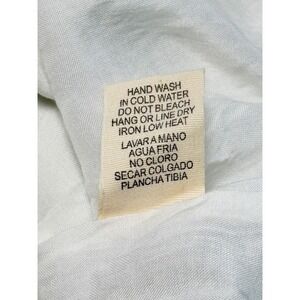 HAND WASH
IN COLD WATER
DO NOT BLEACH
HANG OR LINE DRY
IRON LOW HEAT
LAVAR A MANO
AGUA FRIA
NO CLORO
SECAR COLGADO
PLANCHA TIBIA